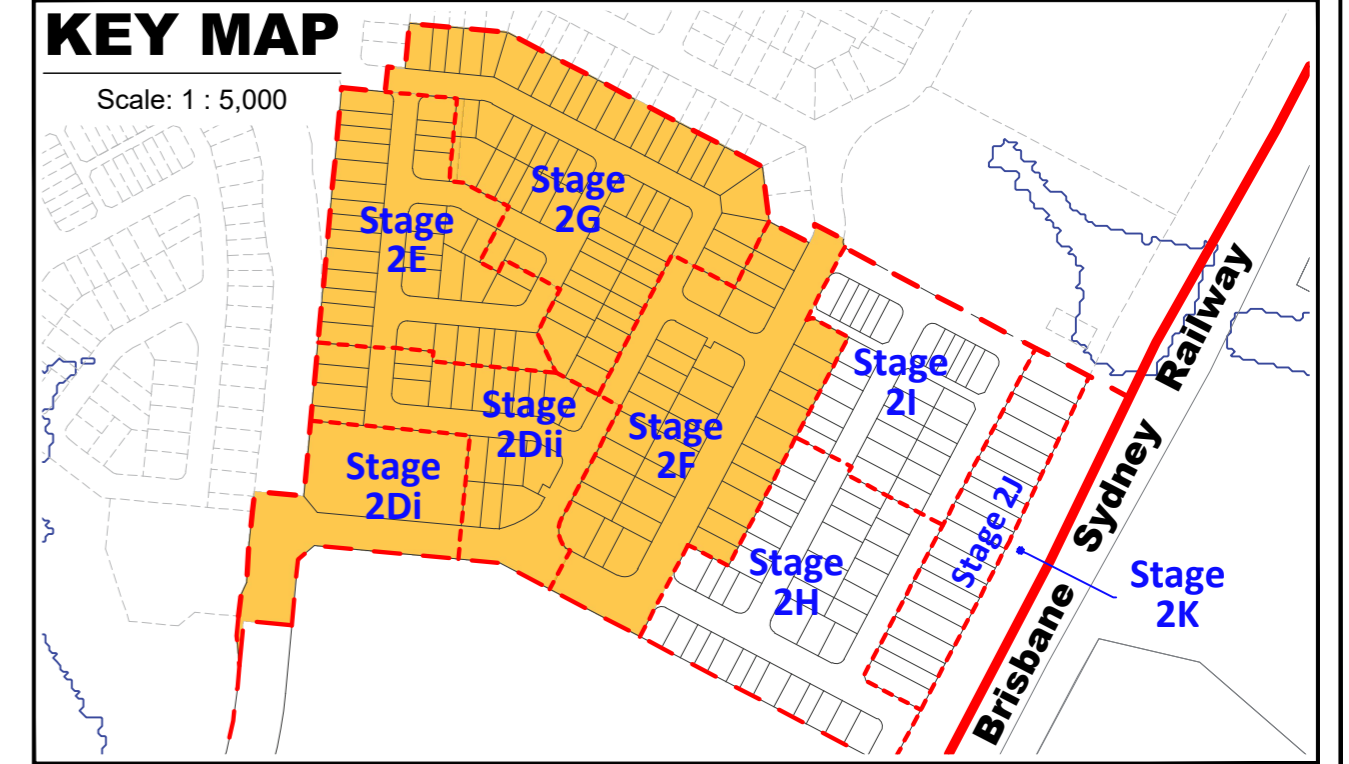 KEY MAP
Scale: 1 : 5,000
Stage
2G
Stage
2E
Stage
2I
Stage
2Dii
Stage
2F
Stage
2Di
Stage 2J
Stage
2H
Stage
2K
Brisbane Sydney Railway